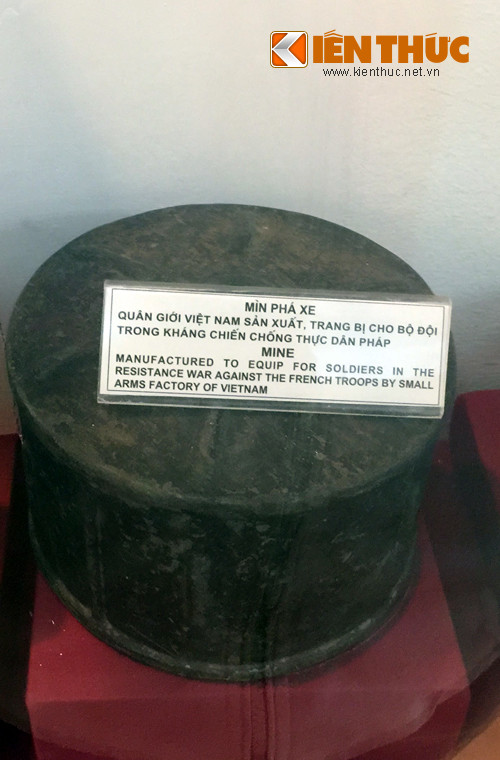 KIẾN THỨC
www.kienthuc.net.vn
MÌN PHÁ XE
QUÂN GIỚI VIỆT NAM SẢN XUẤT, TRANG BỊ CHO BỘ ĐỘI
TRONG KHÁNG CHIẾN CHỐNG THỰC DÂN PHÁP
MINE
MANUFACTURED TO EQUIP FOR SOLDIERS IN THE
RESISTANCE WAR AGAINST THE FRENCH TROOPS BY SMALL
ARMS FACTORY OF VIETNAM